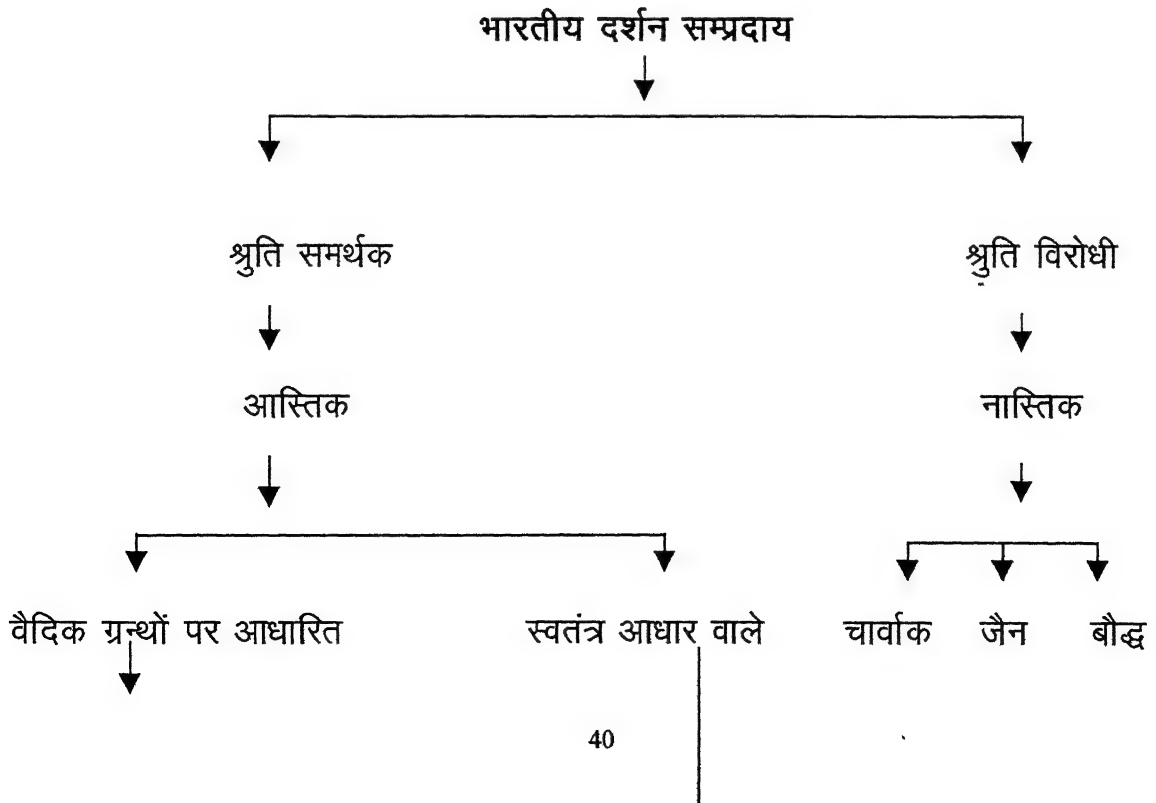 भारतीय दर्शन सम्प्रदाय
श्रुति समर्थक श्रुति विरोधी
आस्तिक नास्तिक
वैदिक ग्रन्थों पर आधारित स्वतंत्र आधार वाले चार्वाक जैन बौद्ध
40